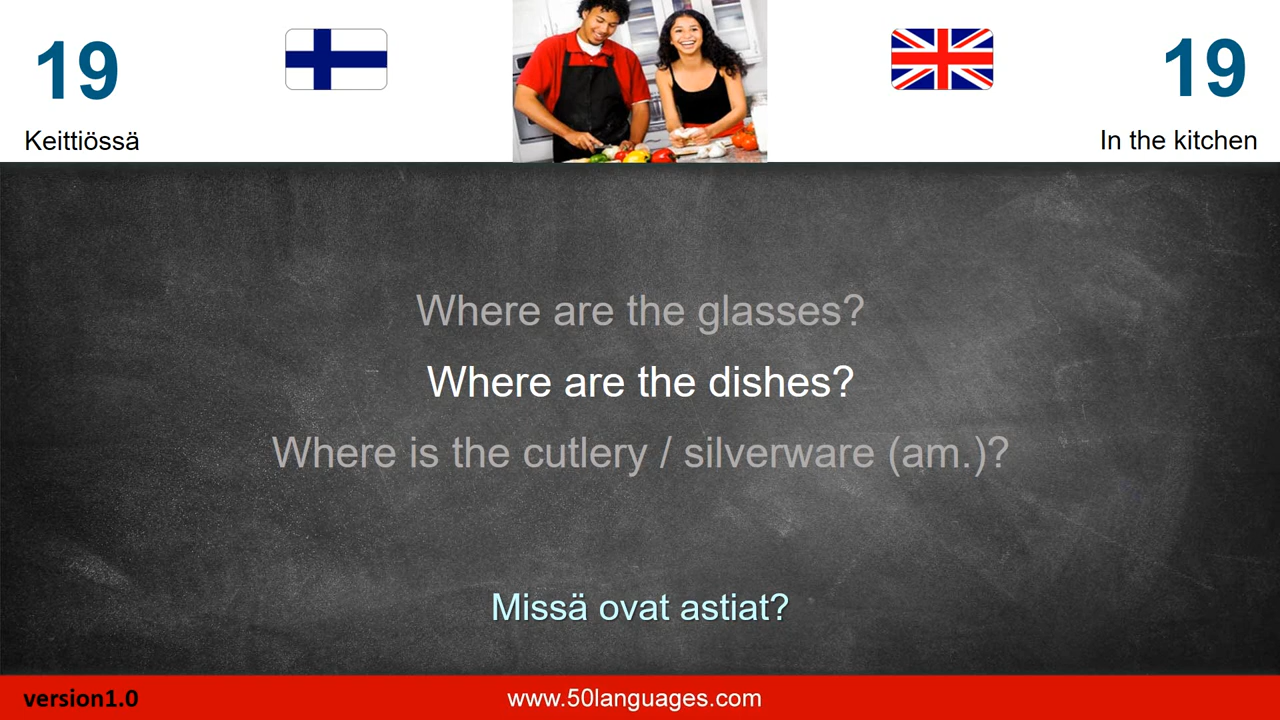 19
19
Keittiössä
In the kitchen
Where are the glasses?
Where are the dishes?
Where is the cutlery / silverware (am.)?
Missä ovat astiat?
version1.0
www.50languages.com